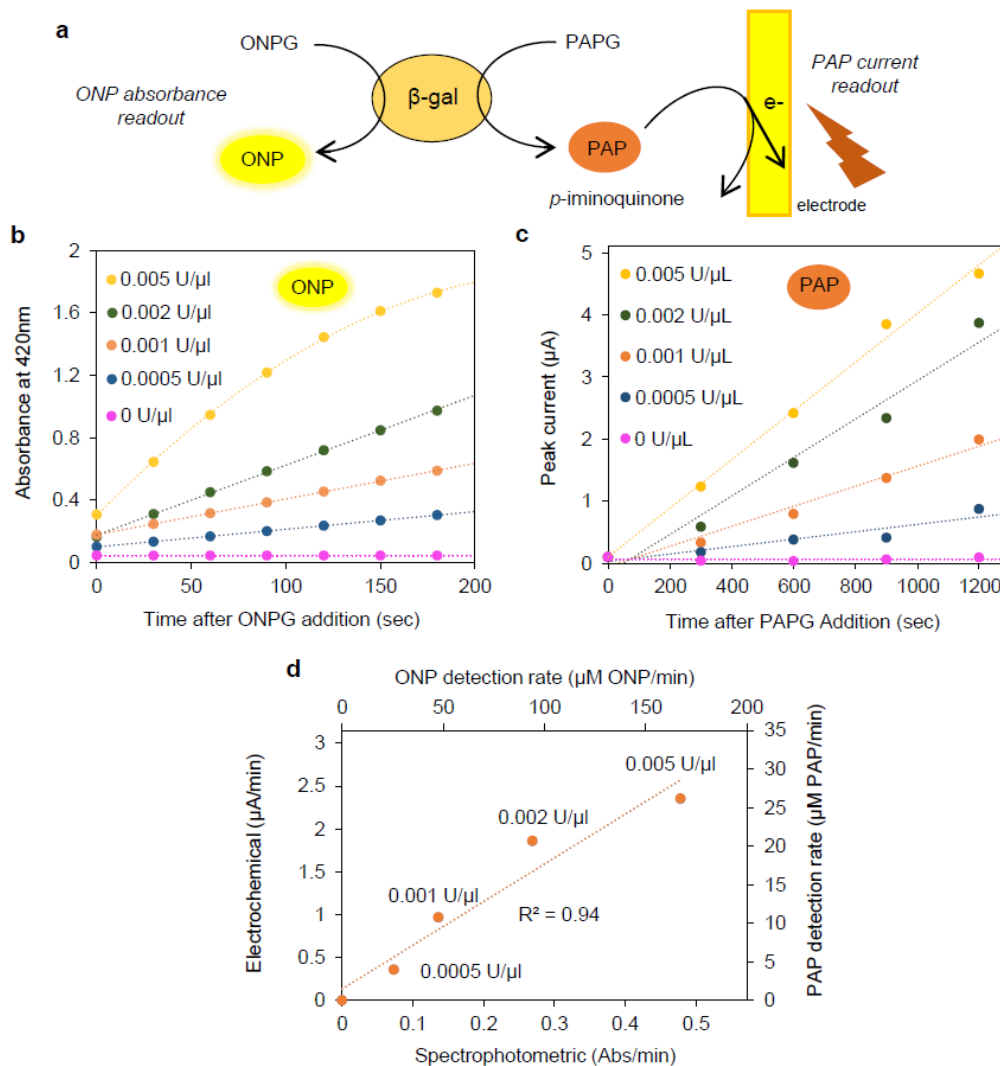 a
ONPG
PAPG
ONP absorbance
readout
β-gal
PAP current
readout
e-
ONP
PAP
p-iminoquinone
electrode
b
2
1.6
1.2
0.8
0.4
0
Absorbance at 420nm
0.005 U/µl
0.002 U/µl
0.001 U/µl
0.0005 U/µl
0 U/µl
ONP
0
50
100
150
200
Time after ONPG addition (sec)
c
5
4
3
2
1
0
Peak current (µA)
0.005 U/µL
0.002 U/µL
0.001 U/µL
0.0005 U/µL
0 U/µL
PAP
0
200
400
600
800
1000
1200
Time after PAPG Addition (sec)
d
ONP detection rate (µM ONP/min)
0
50
100
150
200
3
2.5
2
1.5
1
0.5
0
Electrochemical (µA/min)
0.005 U/µl
0.002 U/µl
0.001 U/µl
R² = 0.94
0.0005 U/µl
35
30
25
20
15
10
5
0
PAP detection rate (µM PAP/min)
0
0.1
0.2
0.3
0.4
0.5
Spectrophotometric (Abs/min)